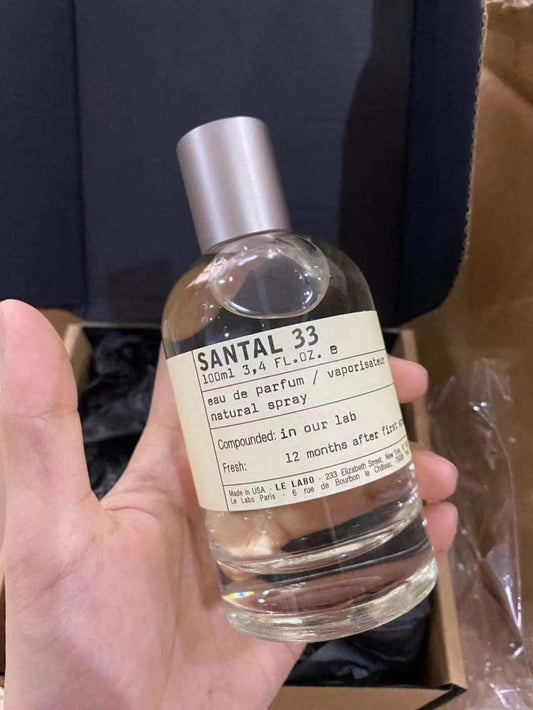 SANTAL 33
100ml 3,4 FL.OZ. e
eau de parfum / vaporisateur
natural spray
Compounded: in our lab
Fresh: 12 months after first
Made in USA - LE LABO - 233 Elizabeth Street, New York,
Le Labo Paris - 6 rue de Bourbon le Château,